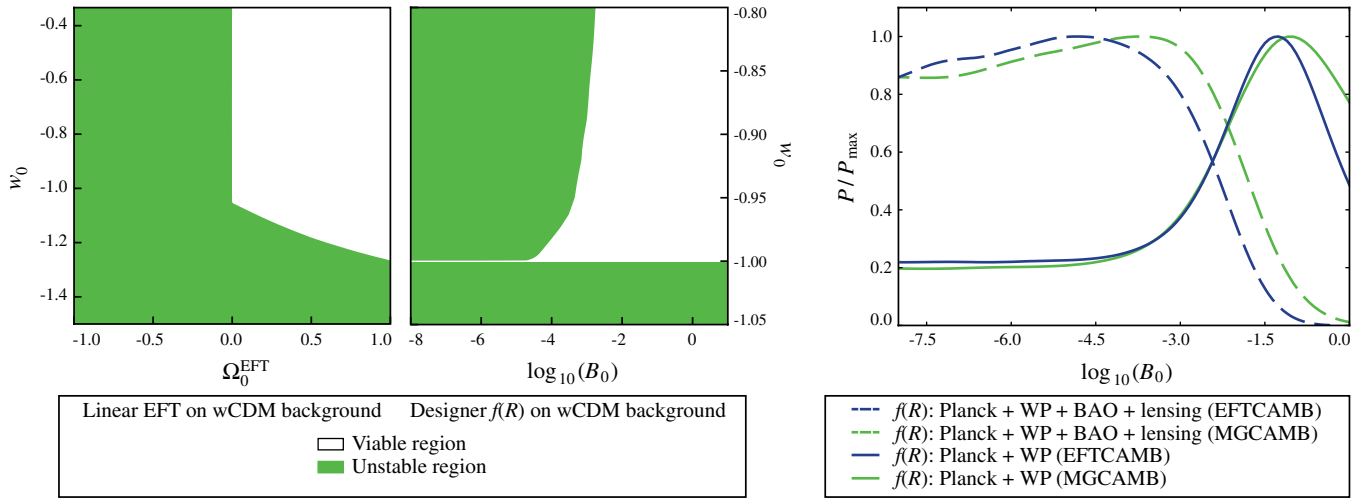 -0.4
-0.6
-0.8
-1.0
-1.2
-1.4
w0
-1.0
-0.5
0.0
0.5
1.0
Ω0^EFT
-0.80
-0.85
-0.90
-0.95
-1.00
-1.05
w0
-8
-6
-4
-2
0
log10(B0)
Linear EFT on wCDM background
Designer f(R) on wCDM background
Viable region
Unstable region
1.0
0.8
0.6
0.4
0.2
0.0
P/Pmax
-7.5
-6.0
-4.5
-3.0
-1.5
0.0
log10(B0)
f(R): Planck + WP + BAO + lensing (EFTCAMB)
f(R): Planck + WP + BAO + lensing (MGCAMB)
f(R): Planck + WP (EFTCAMB)
f(R): Planck + WP (MGCAMB)